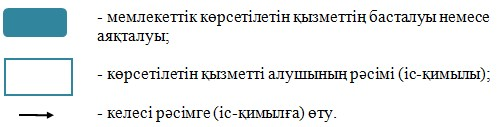 - мемлекеттік көрсетілетін қызметтің басталуы немесе
аяқталуы;
- көрсетілетін қызметті алушының рәсімі (іс-қимылы);
- келесі рәсімге (іс-қимылға) өту.